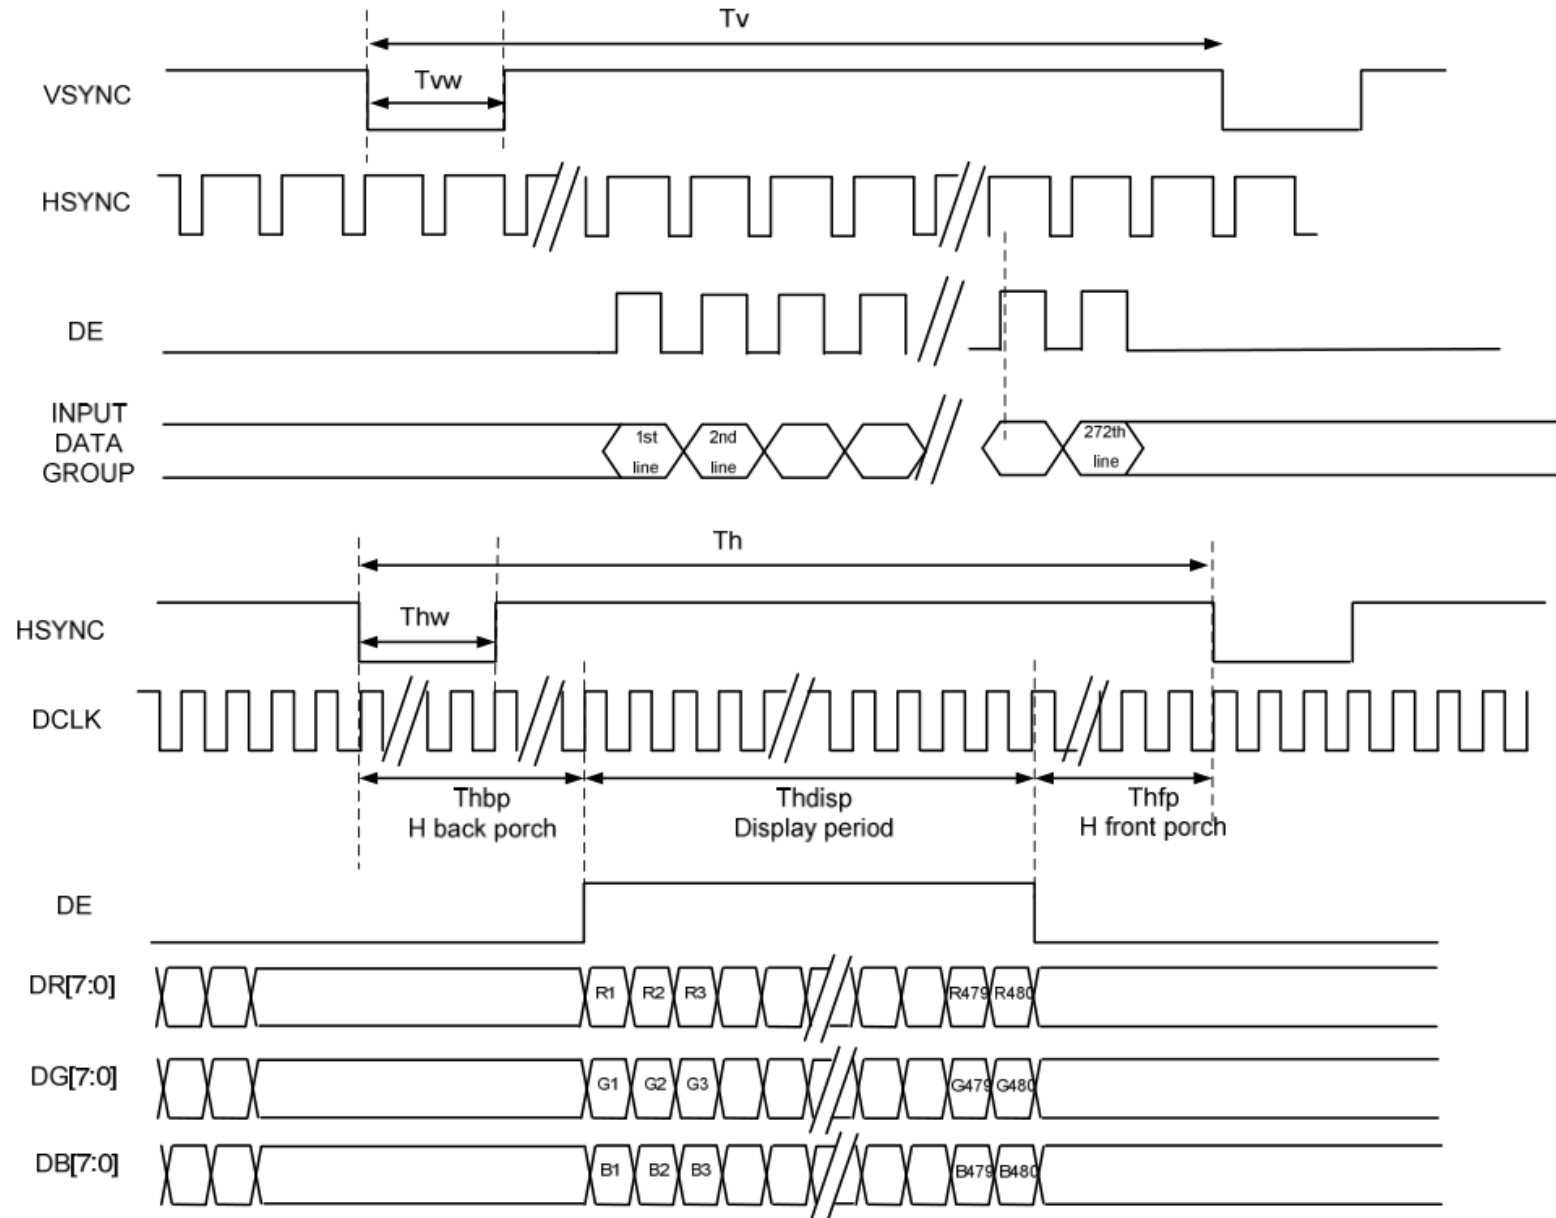 Tv
Tvw
VSYNC
HSYNC
DE
INPUT
DATA
GROUP
1st
line
2nd
line
272th
line
Th
Thw
HSYNC
DCLK
Thbp
H back porch
Thdisp
Display period
Thfp
H front porch
DE
DR[7:0]
R1 R2 R3 R479 R480
DG[7:0]
G1 G2 G3 G479 G480
DB[7:0]
B1 B2 B3 B479 B480